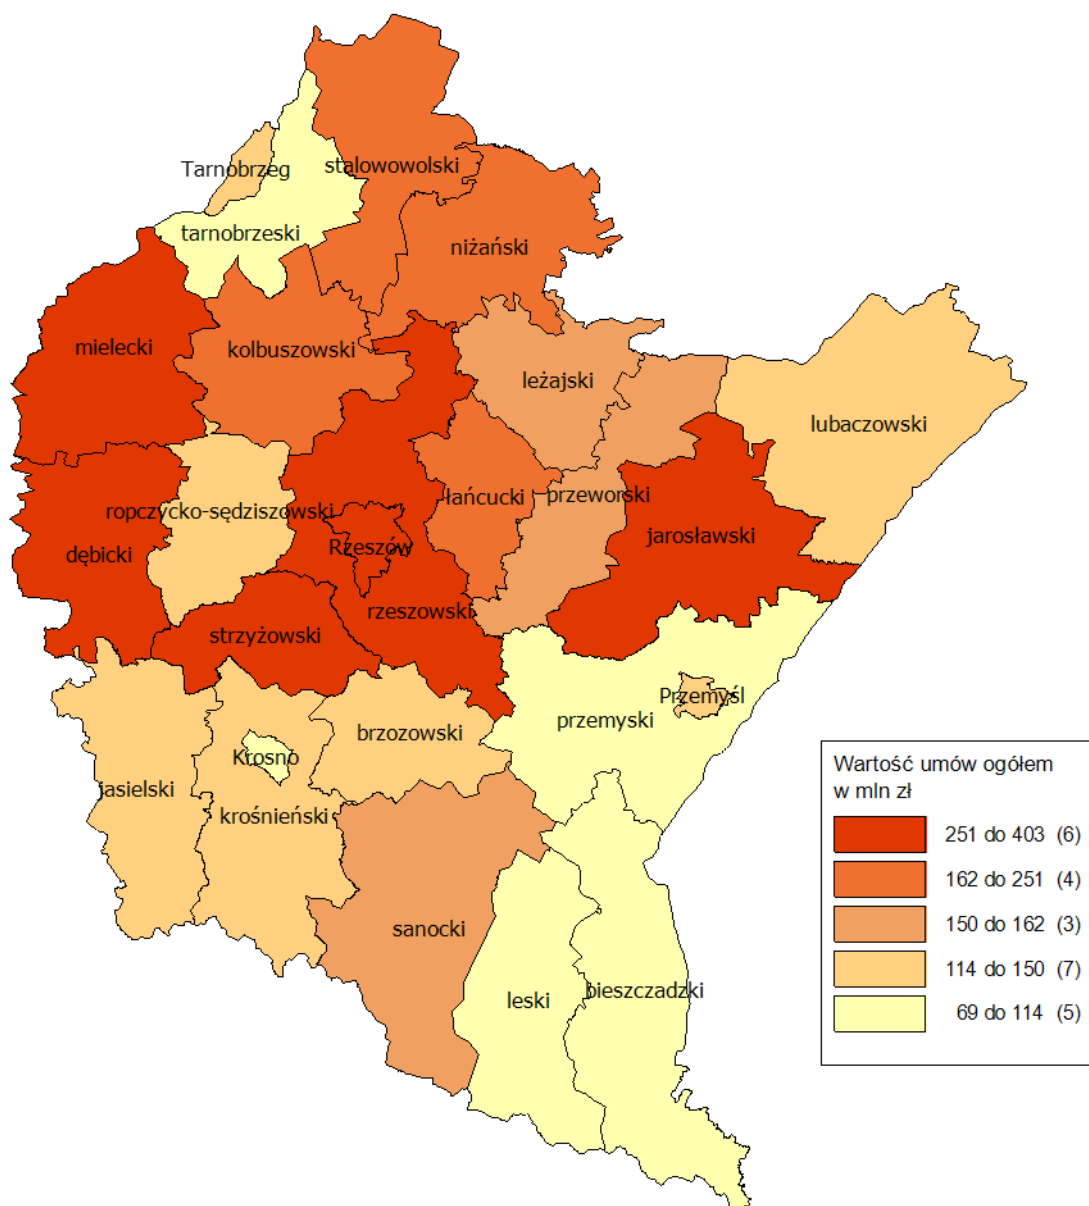 Tarnobrzeg
stalowowolski
tarnobrzeski
niżański
mielecki
kolbuszowski
leżajski
lubaczowski
ropczycko-sędziszowski
łańcucki
przeworski
jarosławski
dębicki
Rzeszów
rzeszowski
strzyżowski
Przemyśl
przemyski
brzozowski
Krosno
jasielski
krośnieński
sanocki
leski
bieszczadzki
Wartość umów ogółem
w mln zł
251 do 403 (6)
162 do 251 (4)
150 do 162 (3)
114 do 150 (7)
69 do 114 (5)